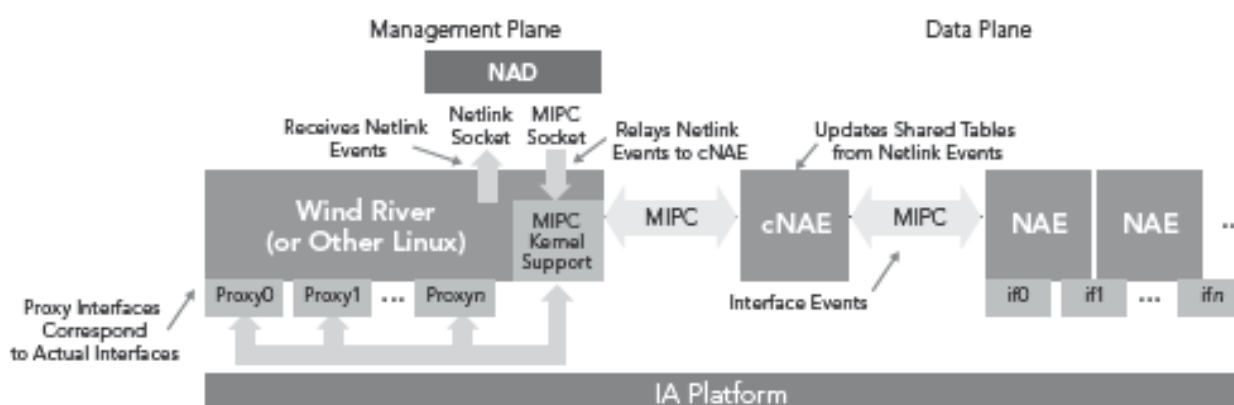 Management Plane
Data Plane
NAD
Receives Netlink
Events
Netlink
Socket
MIPC
Socket
Relays Netlink
Events to cNAE
Updates Shared Tables
from Netlink Events
Wind River
(or Other Linux)
MIPC
Kernel
Support
MIPC
cNAE
MIPC
NAE
NAE
...
Proxy0
Proxy1
...
Proxyn
Interface Events
if0
if1
...
ifn
Proxy Interfaces
Correspond
to Actual Interfaces
IA Platform